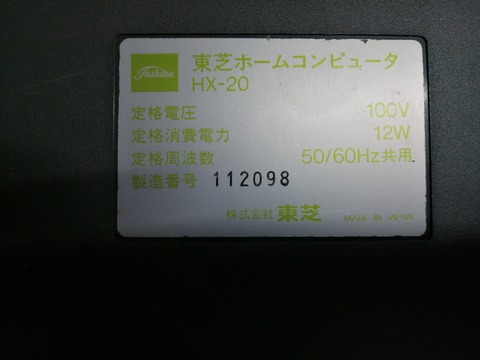 Toshiba
東芝ホームコンピュータ
HX-20
定格電圧 100V
定格消費電力 12W
定格周波数 50/60Hz共用
製造番号 112098
株式会社 東芝 MADE IN JAPAN